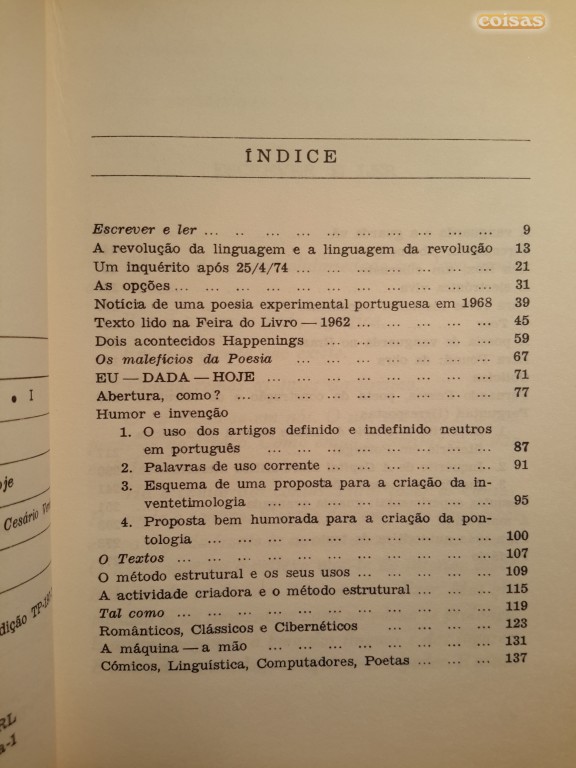 coisas
ÍNDICE
Escrever e ler ... .. ... ... ... ... ... ... ... ... 9
A revolução da linguagem e a linguagem da revolução 13
Um inquérito após 25/4/74 ... ... ... ... ... ... ... 21
As opções ... ... ... ... ... ... ... ... ... ... ... 31
Notícia de uma poesia experimental portuguesa em 1968 39
Texto lido na Feira do Livro — 1962 ... ... ... ... ... 45
Dois acontecidos Happenings ... ... ... ... ... ... ... 59
Os malefícios da Poesia ... ... ... ... ... ... ... 67
EU — DADA — HOJE ... ... ... ... ... ... ... ... 71
Abertura, como? ... ... ... ... ... ... ... ... ... 77
Humor e invenção
1. O uso dos artigos definido e indefinido neutros
em português ... ... ... ... ... ... ... ... 87
2. Palavras de uso corrente ... ... ... ... ... ... 91
3. Esquema de uma proposta para a criação da in-
ventetimologia ... ... ... ... ... ... ... ... 95
4. Proposta bem humorada para a criação da pon-
tologia ... ... ... ... ... ... ... ... ... ... 100
O Textos ... ... ... ... ... ... ... ... ... ... ... 107
O método estrutural e os seus usos ... ... ... ... ... 109
A actividade criadora e o método estrutural ... ... ... 115
Tal como ... ... ... ... ... ... ... ... ... ... ... 119
Românticos, Clássicos e Cibernéticos ... ... ... ... 123
A máquina — a mão ... ... ... ... ... ... ... ... 131
Cómicos, Linguística, Computadores, Poetas ... ... ... 137
• I
Cesário